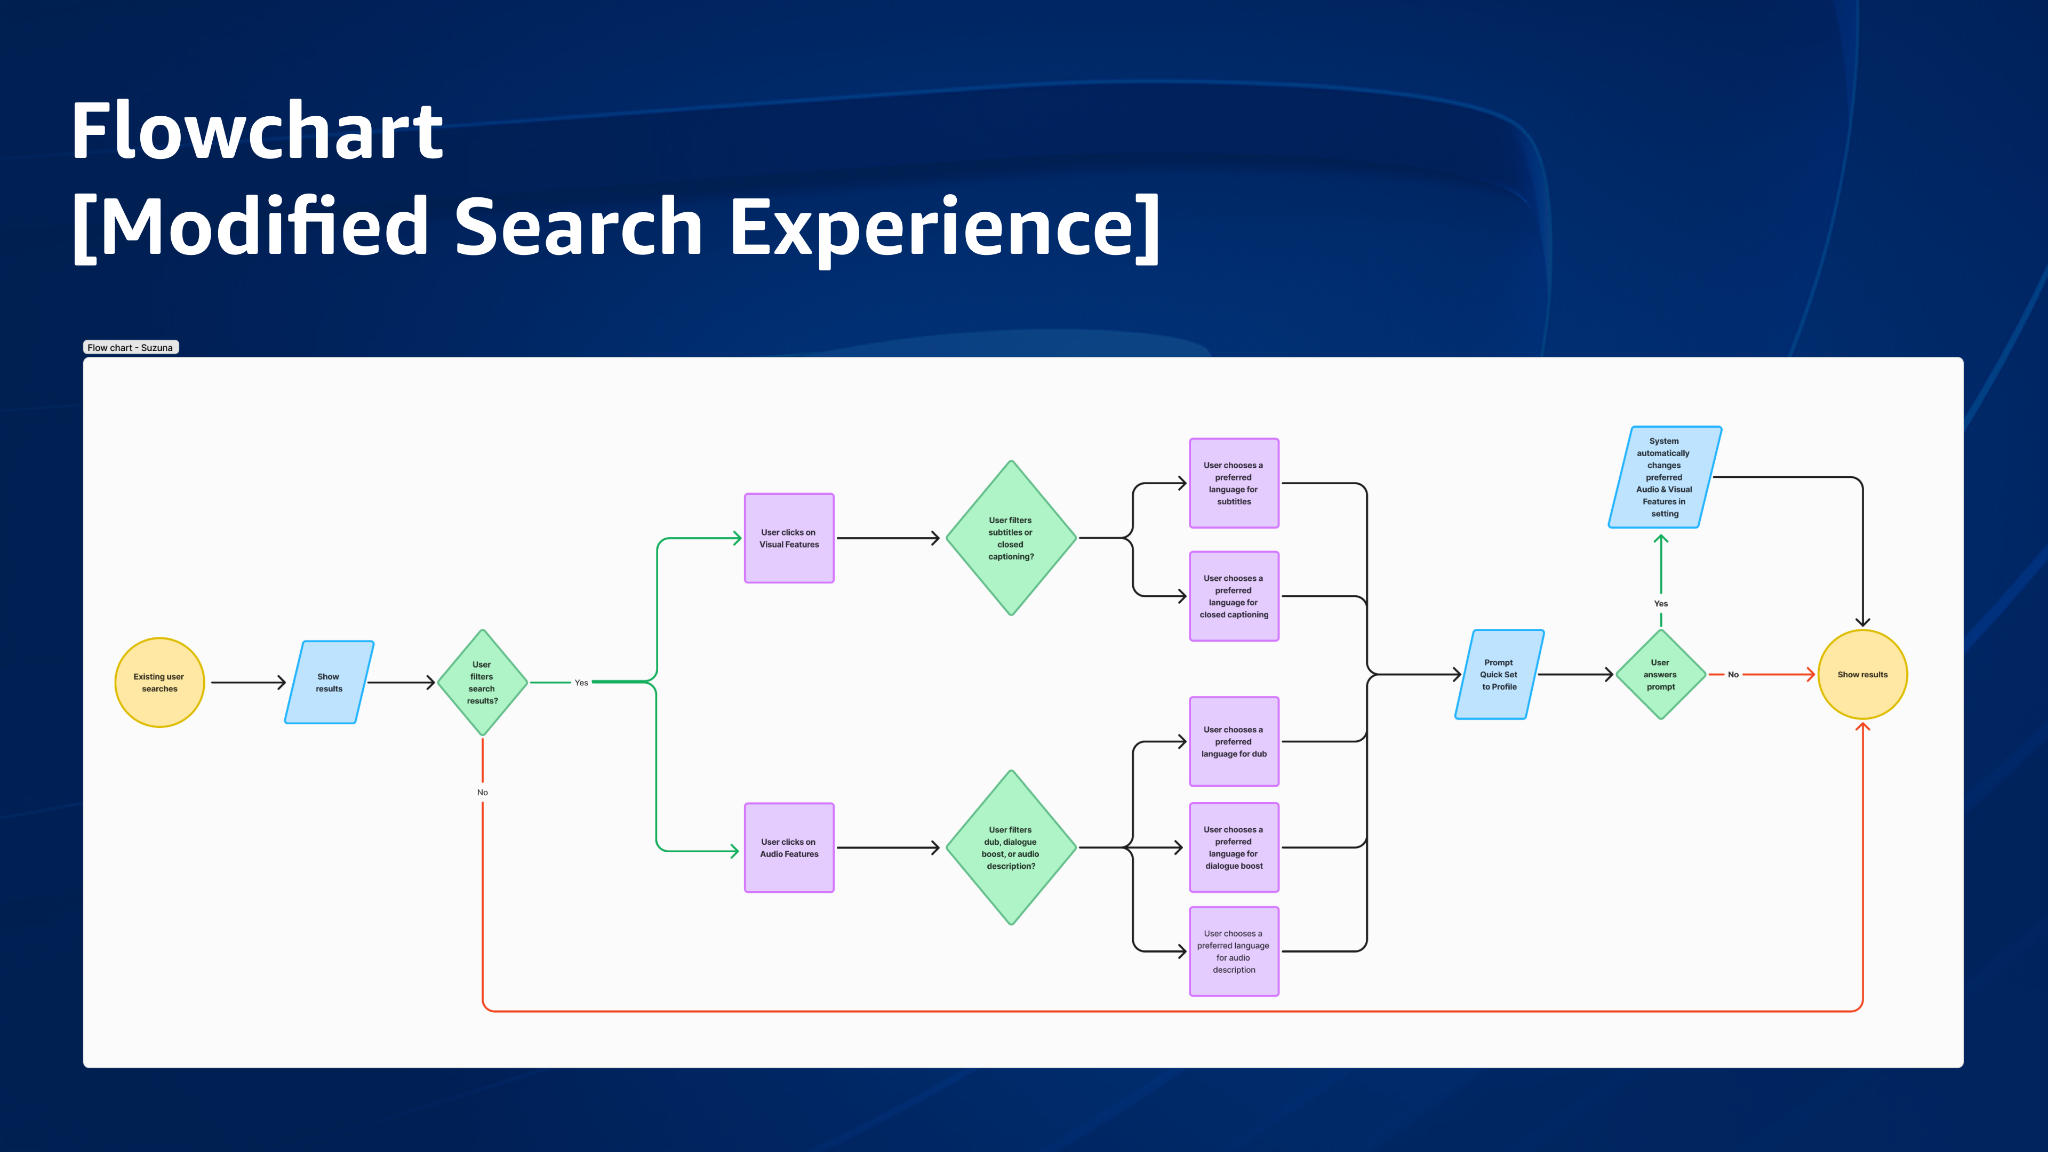 Flowchart
[Modified Search Experience]
Flow chart - Suzuna
Existing user
searches
Show
results
User
filters
search
results?
Yes
No
User clicks on
Visual Features
User filters
subtitles or
closed
captioning?
User chooses a
preferred
language for
subtitles
User chooses a
preferred
language for
closed captioning
User clicks on
Audio Features
User filters
dub, dialogue
boost, or audio
description?
User chooses a
preferred
language for dub
User chooses a
preferred
language for
dialogue boost
User chooses a
preferred language
for audio
description
Prompt
Quick Set
to Profile
User
answers
prompt
Yes
System
automatically
changes
preferred
Audio & Visual
Features in
setting
No
Show results